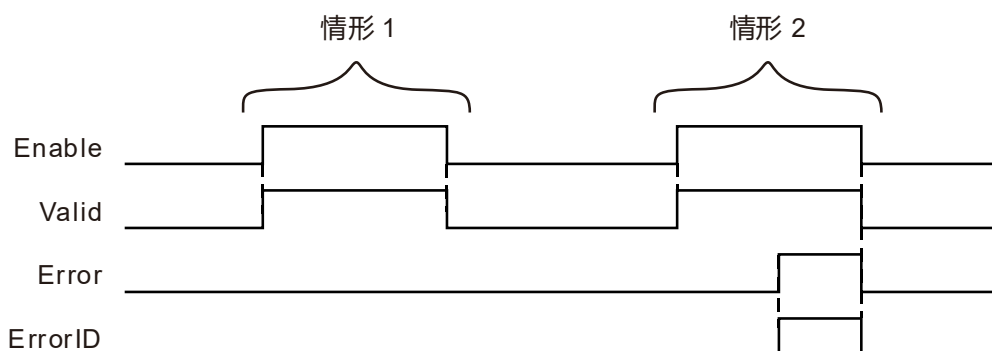 情形 1
情形 2
Enable
Valid
Error
ErrorID